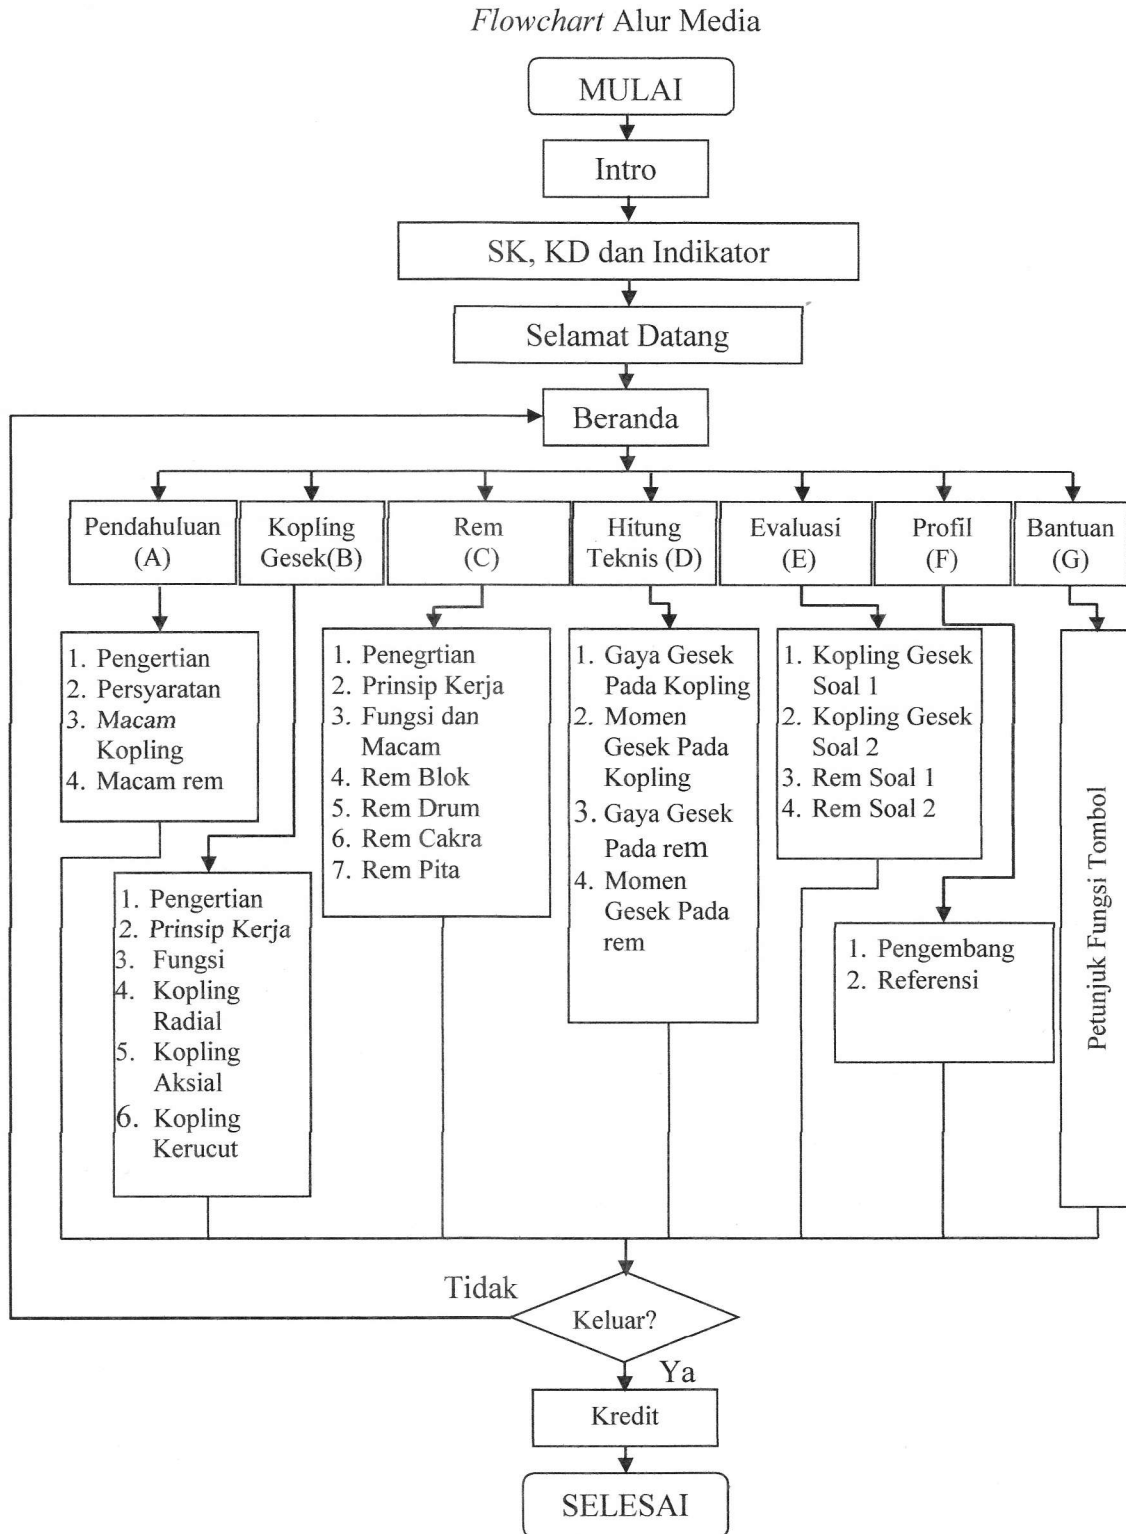 Flowchart Alur Media
MULAI
Intro
SK, KD dan Indikator
Selamat Datang
Beranda
Pendahuluan
(A)
Kopling
Gesek(B)
Rem
(C)
Hitung
Teknis (D)
Evaluasi
(E)
Profil
(F)
Bantuan
(G)
1. Pengertian
2. Persyaratan
3. Macam
Kopling
4. Macam rem
1. Pengertian
2. Prinsip Kerja
3. Fungsi
4. Kopling
Radial
5. Kopling
Aksial
6. Kopling
Kerucut
1. Penegrtian
2. Prinsip Kerja
3. Fungsi dan
Macam
4. Rem Blok
5. Rem Drum
6. Rem Cakra
7. Rem Pita
1. Gaya Gesek
Pada Kopling
2. Momen
Gesek Pada
Kopling
3. Gaya Gesek
Pada rem
4. Momen
Gesek Pada
rem
1. Kopling Gesek
Soal 1
2. Kopling Gesek
Soal 2
3. Rem Soal 1
4. Rem Soal 2
1. Pengembang
2. Referensi
Petunjuk Fungsi Tombol
Tidak
Keluar?
Ya
Kredit
SELESAI